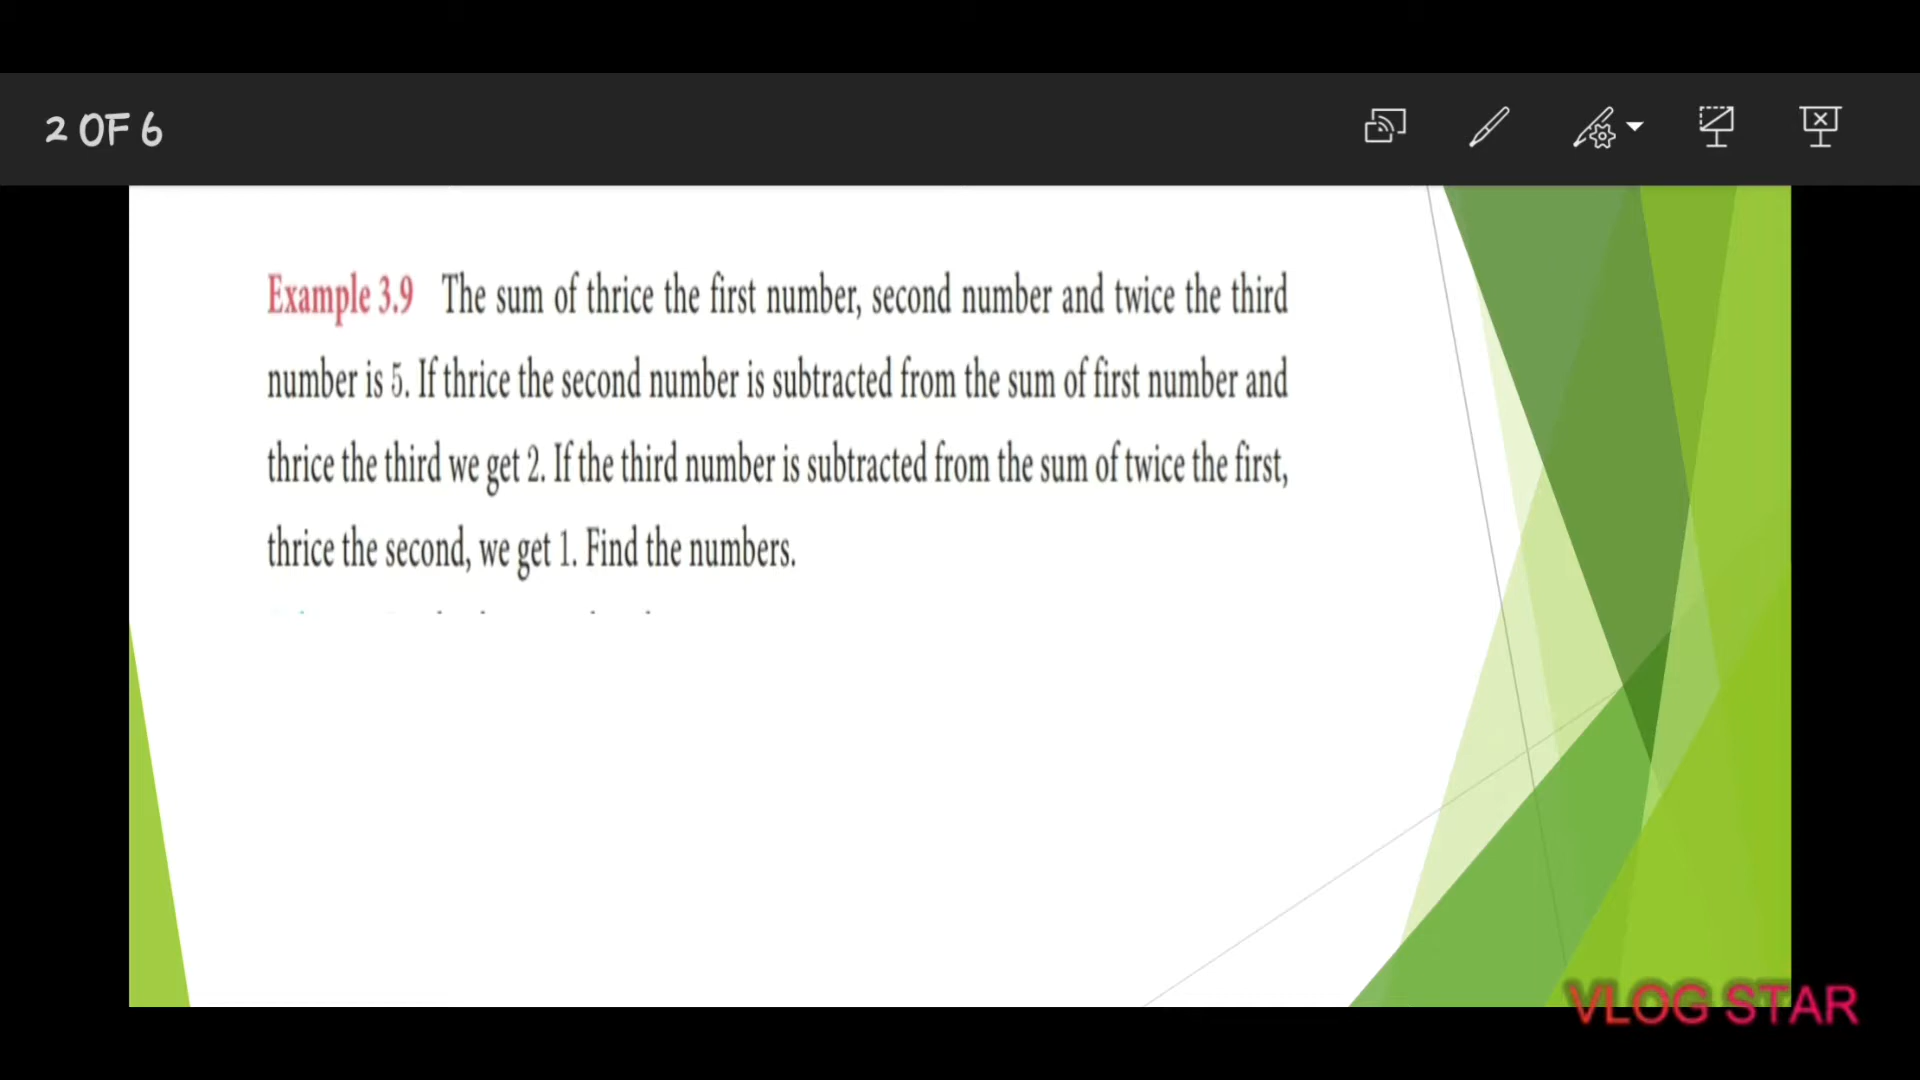 2 OF 6
Example 3.9 The sum of thrice the first number, second number and twice the third
number is 5. If thrice the second number is subtracted from the sum of first number and
thrice the third we get 2. If the third number is subtracted from the sum of twice the first,
thrice the second, we get 1. Find the numbers.
VLOG STAR